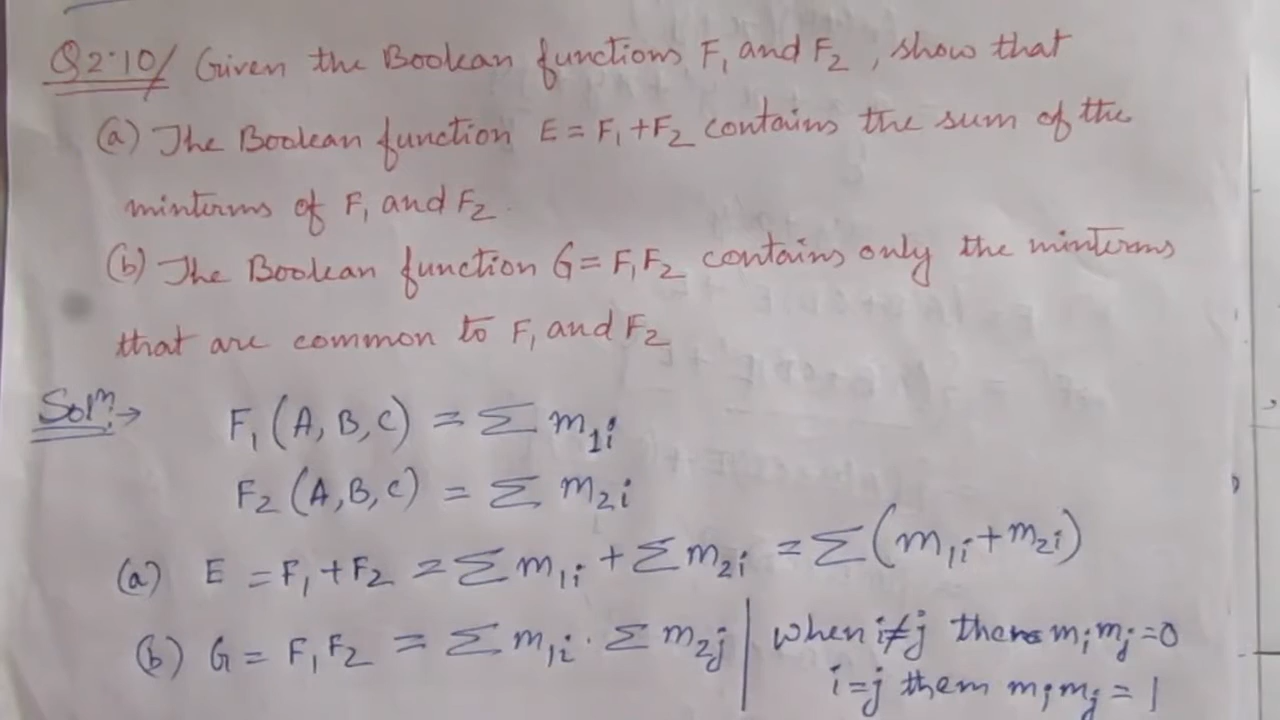 Q2.10/ Given the Boolean functions F₁ and F₂, show that
(a) The Boolean function E = F₁ + F₂ contains the sum of the
minterms of F₁ and F₂.
(b) The Boolean function G = F₁F₂ contains only the minterms
that are common to F₁ and F₂
Solⁿ: → F₁(A,B,C) = Σ m₁ᵢ
F₂(A,B,C) = Σ m₂ᵢ
(a) E = F₁ + F₂ = Σ m₁ᵢ + Σ m₂ᵢ = Σ(m₁ᵢ + m₂ᵢ)
(b) G = F₁F₂ = Σ m₁ᵢ . Σ m₂ⱼ | when i≠j then mᵢmⱼ = 0
i=j them mᵢmⱼ = 1